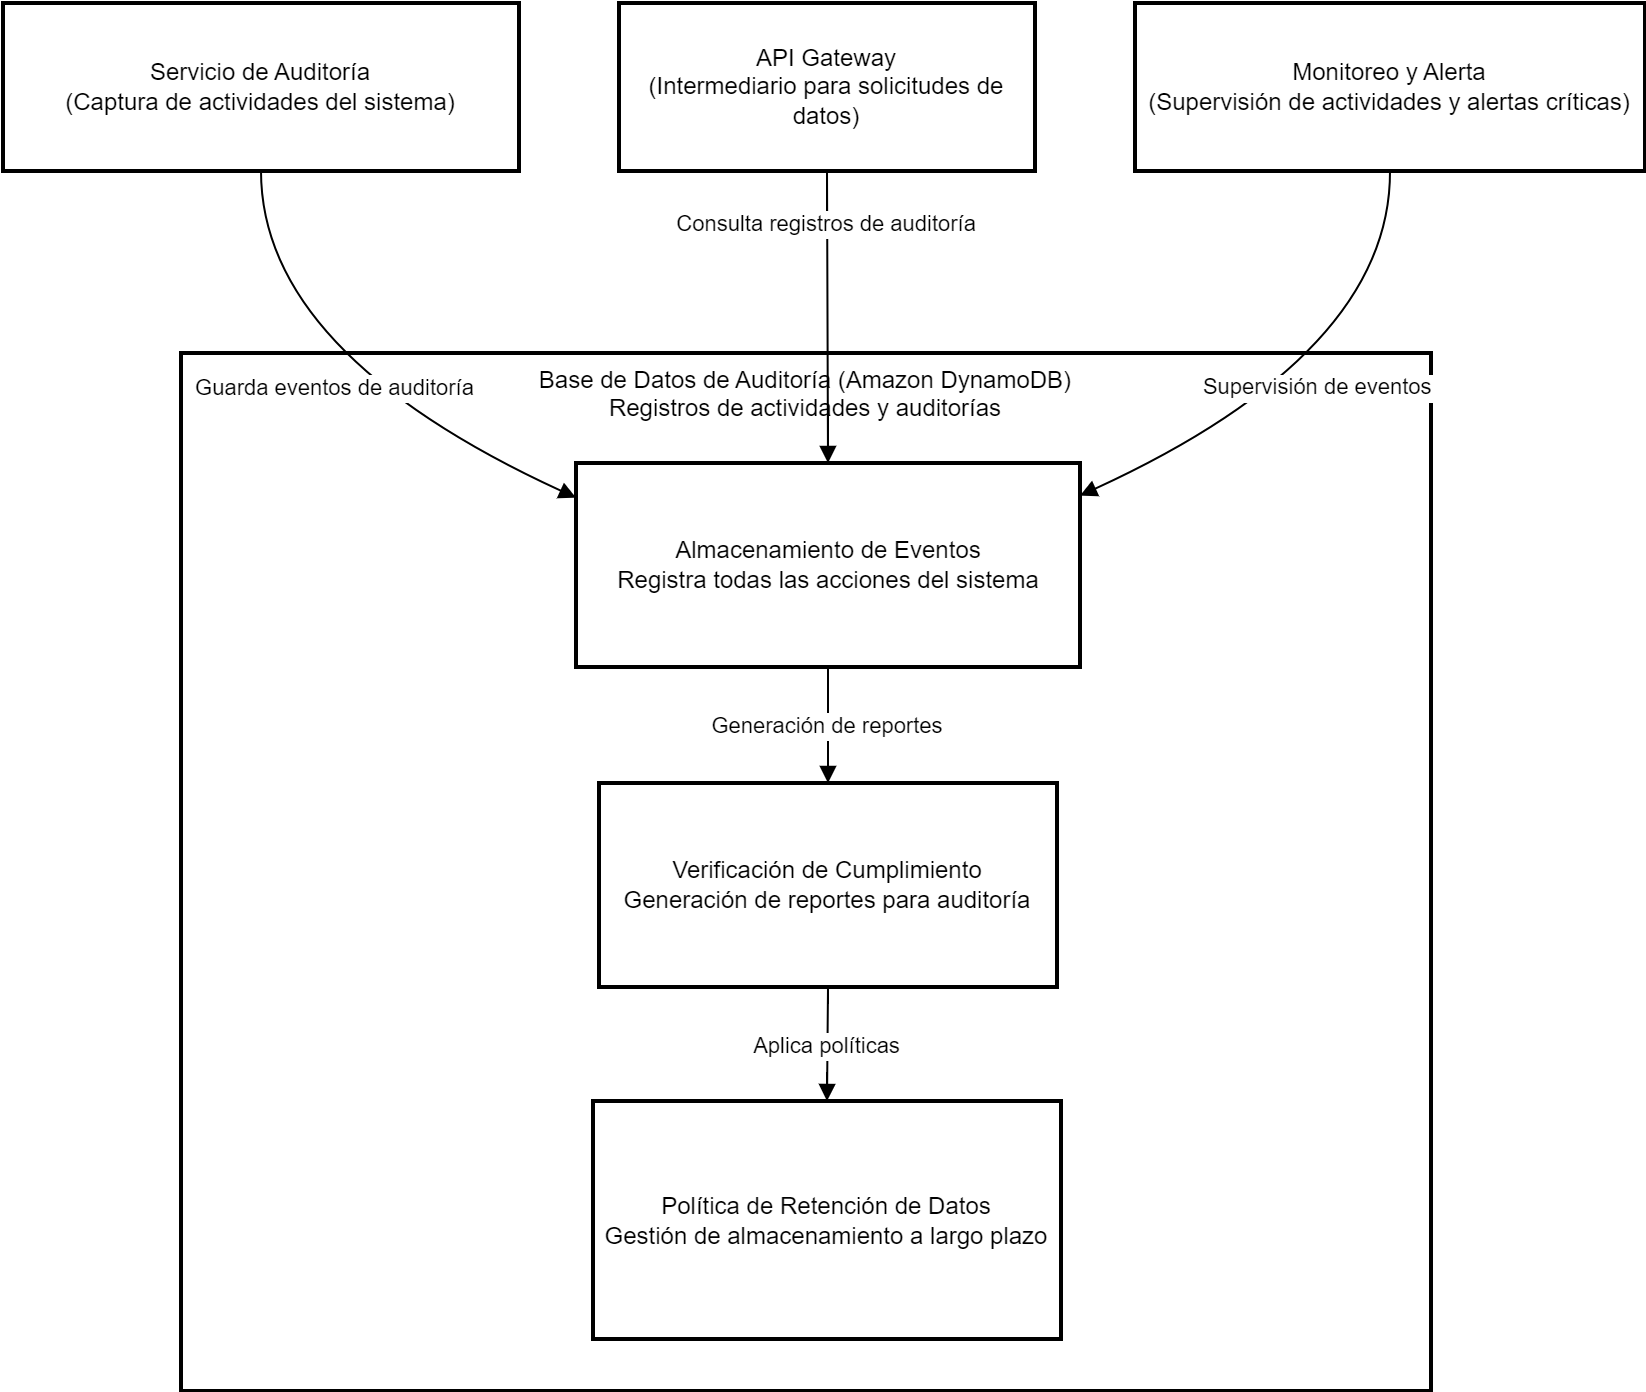 Servicio de Auditoría
(Captura de actividades del sistema)
API Gateway
(Intermediario para solicitudes de
datos)
Monitoreo y Alerta
(Supervisión de actividades y alertas críticas)
Consulta registros de auditoría
Guarda eventos de auditoría
Base de Datos de Auditoría (Amazon DynamoDB)
Registros de actividades y auditorías
Supervisión de eventos
Almacenamiento de Eventos
Registra todas las acciones del sistema
Generación de reportes
Verificación de Cumplimiento
Generación de reportes para auditoría
Aplica políticas
Política de Retención de Datos
Gestión de almacenamiento a largo plazo